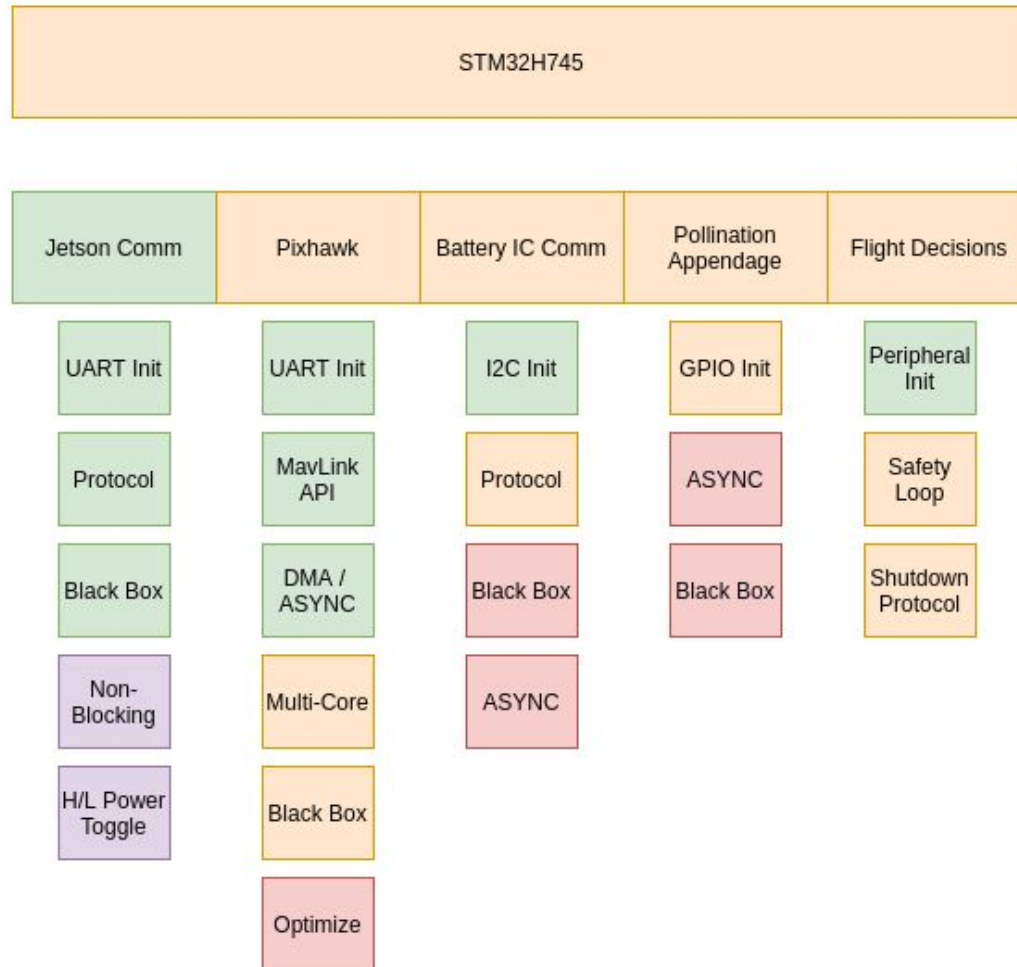 STM32H745
Jetson Comm
Pixhawk
Battery IC Comm
Pollination
Appendage
Flight Decisions
UART Init
UART Init
I2C Init
GPIO Init
Peripheral
Init
Protocol
MavLink
API
Protocol
ASYNC
Safety
Loop
Black Box
DMA /
ASYNC
Black Box
Black Box
Shutdown
Protocol
Non-
Blocking
Multi-Core
ASYNC
H/L Power
Toggle
Black Box
Optimize